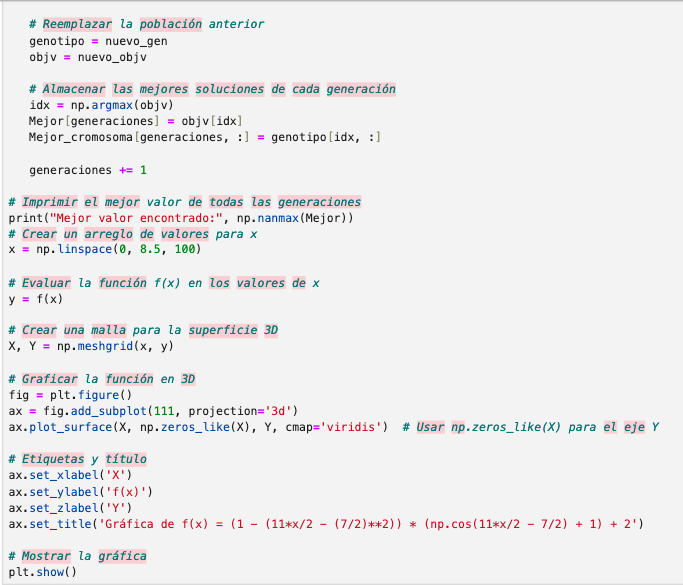 # Reemplazar la población anterior
genotipo = nuevo_gen
objv = nuevo_objv
# Almacenar las mejores soluciones de cada generación
idx = np.argmax(objv)
Mejor[generaciones] = objv[idx]
Mejor_cromosoma[generaciones, :] = genotipo[idx, :]
generaciones += 1
# Imprimir el mejor valor de todas las generaciones
print("Mejor valor encontrado:", np.nanmax(Mejor))
# Crear un arreglo de valores para x
x = np.linspace(0, 8.5, 100)
# Evaluar la función f(x) en los valores de x
y = f(x)
# Crear una malla para la superficie 3D
X, Y = np.meshgrid(x, y)
# Graficar la función en 3D
fig = plt.figure()
ax = fig.add_subplot(111, projection='3d')
ax.plot_surface(X, np.zeros_like(X), Y, cmap='viridis')  # Usar np.zeros_like(X) para el eje Y
# Etiquetas y título
ax.set_xlabel('X')
ax.set_ylabel('f(x)')
ax.set_zlabel('Y')
ax.set_title('Gráfica de f(x) = (1 − (11*x/2 − (7/2)**2)) * (np.cos(11*x/2 − 7/2) + 1) + 2')
# Mostrar la gráfica
plt.show()